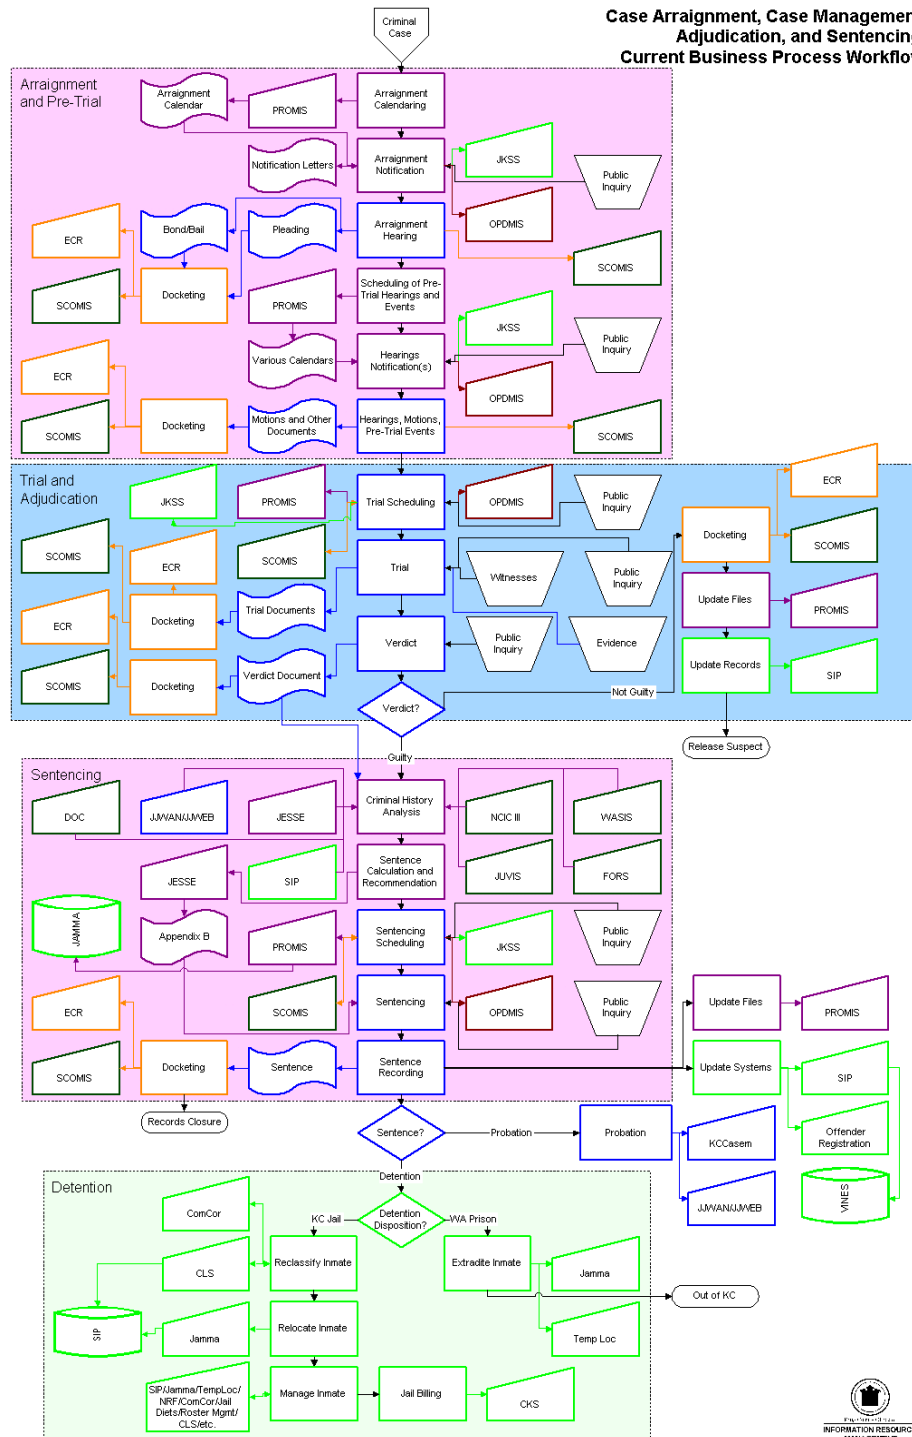 Case Arraignment, Case Managemen
Adjudication, and Sentencing
Current Business Process Workflow
Criminal
Case
Arraignment
and Pre-Trial
Arraignment
Calendar
PROMIS
Arraignment
Calendaring
Notification Letters
Arraignment
Notification
JKSS
Public
Inquiry
OPDMIS
ECR
Bond/Bail
Pleading
Arraignment
Hearing
SCOMIS
SCOMIS
Docketing
PROMIS
Scheduling of Pre-
Trial Hearings and
Events
JKSS
Public
Inquiry
ECR
Various Calendars
Hearings
Notification(s)
OPDMIS
SCOMIS
Docketing
Motions and Other
Documents
Hearings, Motions,
Pre-Trial Events
SCOMIS
Trial and
Adjudication
JKSS
PROMIS
Trial Scheduling
OPDMIS
Public
Inquiry
ECR
SCOMIS
ECR
SCOMIS
Docketing
SCOMIS
Trial
Witnesses
Public
Inquiry
Update Files
PROMIS
ECR
Docketing
Trial Documents
Verdict
Public
Inquiry
Evidence
Update Records
SIP
SCOMIS
Docketing
Verdict Document
Verdict?
Not Guilty
Release Suspect
Guilty
Sentencing
DOC
JJWAN/JJWEB
JESSE
Criminal History
Analysis
NCIC III
WASIS
JESSE
SIP
Sentence
Calculation and
Recommendation
JUVIS
FORS
JAMMA
Appendix B
PROMIS
Sentencing
Scheduling
JKSS
Public
Inquiry
ECR
SCOMIS
Sentencing
OPDMIS
Public
Inquiry
Update Files
PROMIS
SCOMIS
Docketing
Sentence
Sentence
Recording
Update Systems
SIP
Records Closure
Sentence?
Probation
Probation
KCCasem
Offender
Registration
JJWAN/JJWEB
VINES
Detention
Detention
ComCor
KC Jail
Detention
Disposition?
WA Prison
CLS
Reclassify Inmate
Extradite Inmate
Jamma
Out of KC
SIP
Jamma
Relocate Inmate
Temp Loc
SIP/Jamma/TempLoc/
NRF/ComCor/Jail
Diets/Roster Mgmt/
CLS/etc.
Manage Inmate
Jail Billing
CKS
INFORMATION RESOURC